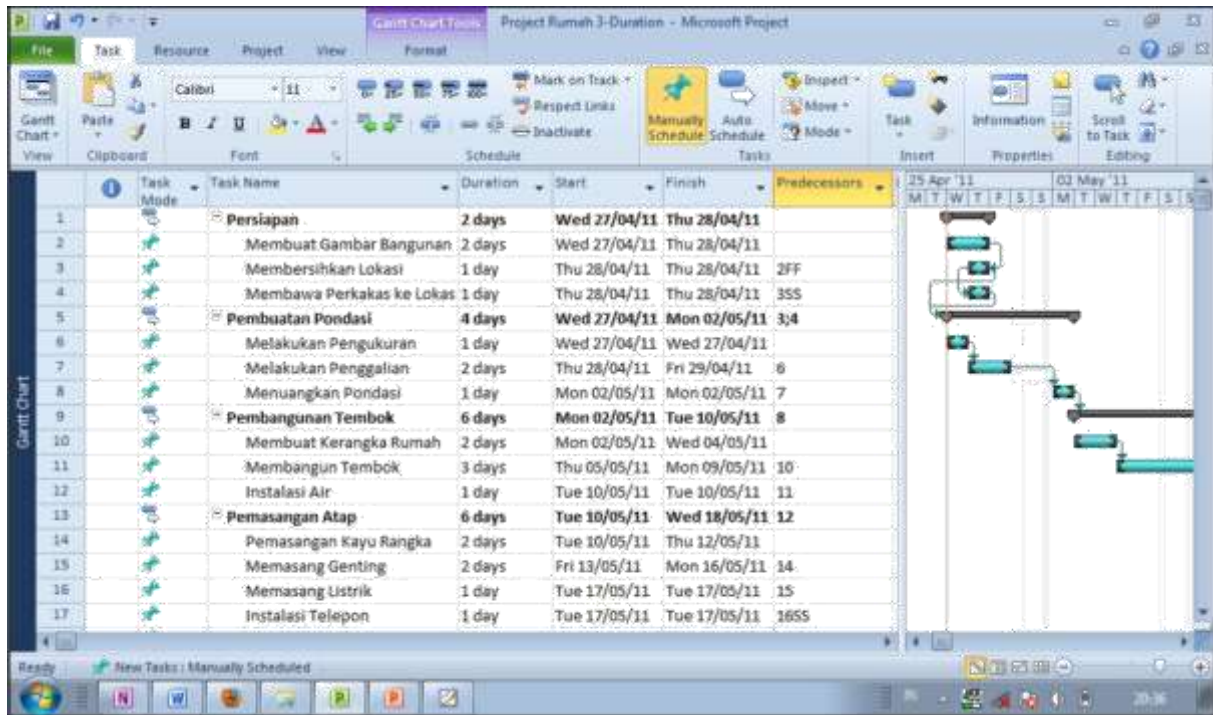 Gantt Chart Tools Project Rumah 3-Duration - Microsoft Project
File Task Resource Project View Format
Gantt Chart
View
Paste
Clipboard
Calibri 11
B I U A
Font
Mark on Track
Respect Links
Inactivate
Schedule
Manually Schedule
Auto Schedule
Inspect
Move
Mode
Tasks
Task
Insert
Information
Properties
Scroll to Task
Editing
Task Mode Task Name Duration Start Finish Predecessors 25 Apr '11 02 May '11
M T W T F S S M T W T F S S
1 Persiapan 2 days Wed 27/04/11 Thu 28/04/11
2 Membuat Gambar Bangunan 2 days Wed 27/04/11 Thu 28/04/11
3 Membersihkan Lokasi 1 day Thu 28/04/11 Thu 28/04/11 2FF
4 Membawa Perkakas ke Lokas 1 day Thu 28/04/11 Thu 28/04/11 3SS
5 Pembuatan Pondasi 4 days Wed 27/04/11 Mon 02/05/11 3;4
6 Melakukan Pengukuran 1 day Wed 27/04/11 Wed 27/04/11
7 Melakukan Penggalian 2 days Thu 28/04/11 Fri 29/04/11 6
8 Menuangkan Pondasi 1 day Mon 02/05/11 Mon 02/05/11 7
9 Pembangunan Tembok 6 days Mon 02/05/11 Tue 10/05/11 8
10 Membuat Kerangka Rumah 2 days Mon 02/05/11 Wed 04/05/11
11 Membangun Tembok 3 days Thu 05/05/11 Mon 09/05/11 10
12 Instalasi Air 1 day Tue 10/05/11 Tue 10/05/11 11
13 Pemasangan Atap 6 days Tue 10/05/11 Wed 18/05/11 12
14 Pemasangan Kayu Rangka 2 days Tue 10/05/11 Thu 12/05/11
15 Memasang Genting 2 days Fri 13/05/11 Mon 16/05/11 14
16 Memasang Listrik 1 day Tue 17/05/11 Tue 17/05/11 15
17 Instalasi Telepon 1 day Tue 17/05/11 Tue 17/05/11 16SS
Gantt Chart
Ready New Tasks : Manually Scheduled
20:36